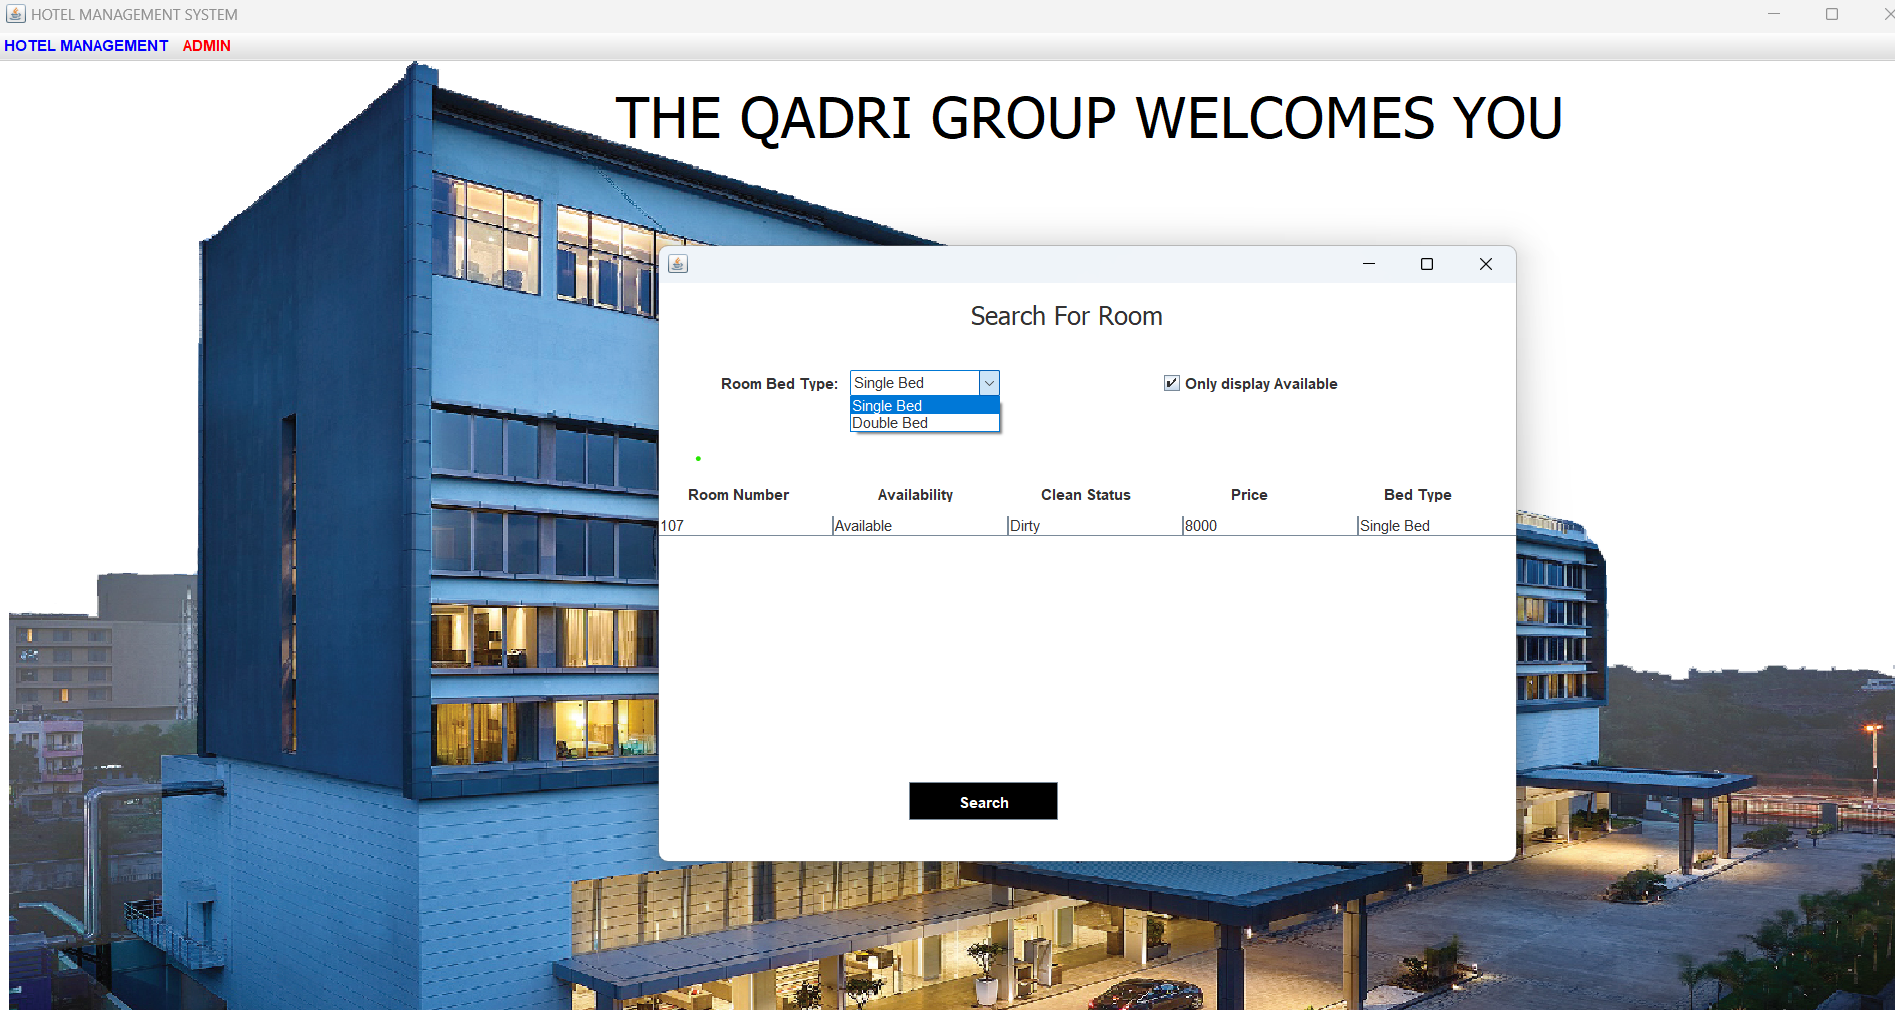 HOTEL MANAGEMENT SYSTEM
HOTEL MANAGEMENT ADMIN
THE QADRI GROUP WELCOMES YOU
Search For Room
Room Bed Type: Single Bed Only display Available
Single Bed
Double Bed
Room Number Availability Clean Status Price Bed Type
107 Available Dirty 8000 Single Bed
Search